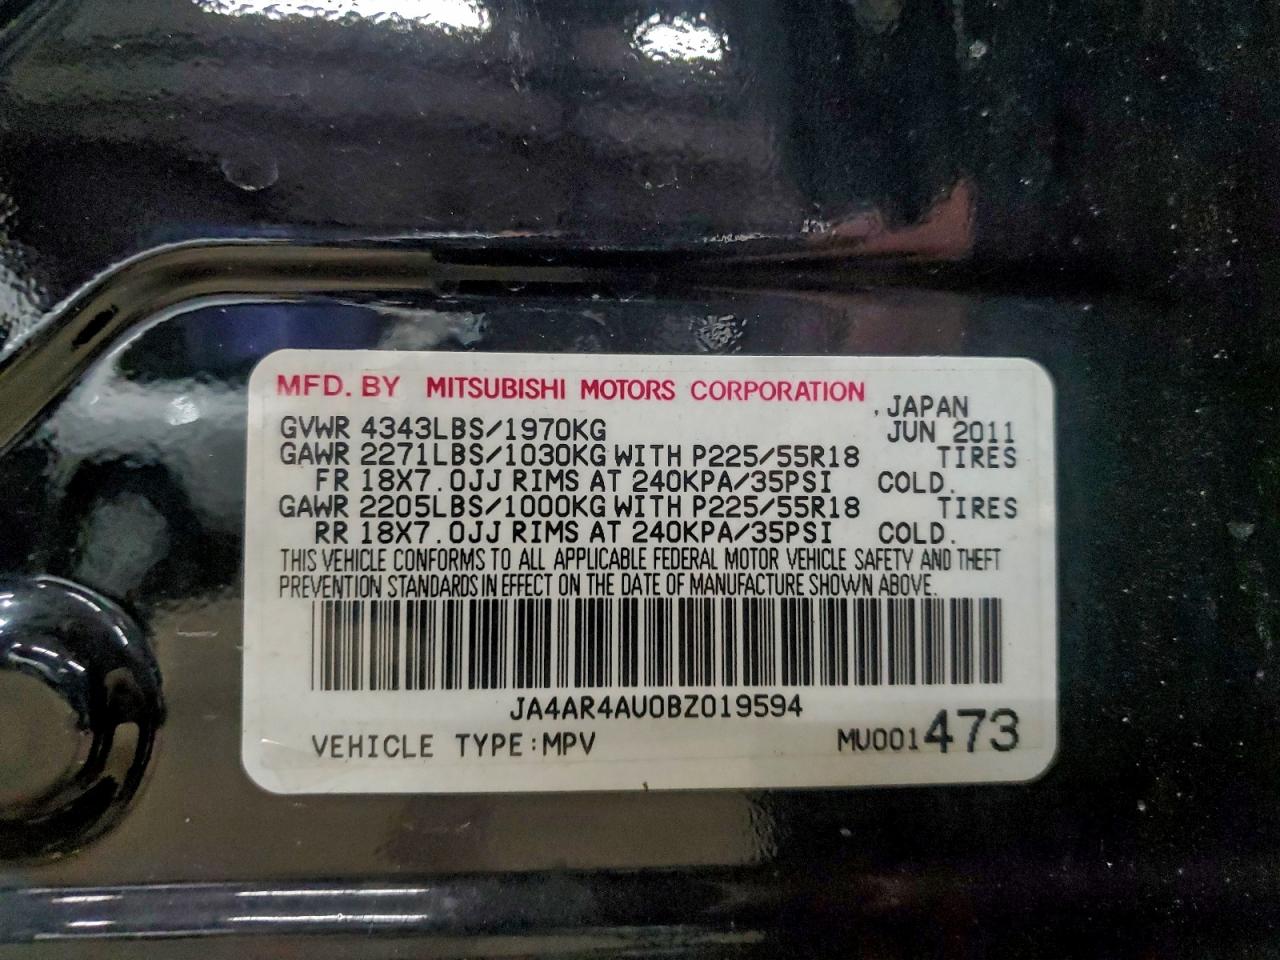 MFD. BY MITSUBISHI MOTORS CORPORATION , JAPAN
GVWR 4343LBS/1970KG JUN 2011
GAWR 2271LBS/1030KG WITH P225/55R18 TIRES
FR 18X7.0JJ RIMS AT 240KPA/35PSI COLD.
GAWR 2205LBS/1000KG WITH P225/55R18 TIRES
RR 18X7.0JJ RIMS AT 240KPA/35PSI COLD.
THIS VEHICLE CONFORMS TO ALL APPLICABLE FEDERAL MOTOR VEHICLE SAFETY AND THEFT
PREVENTION STANDARDS IN EFFECT ON THE DATE OF MANUFACTURE SHOWN ABOVE.
JA4AR4AU0BZ019594
VEHICLE TYPE:MPV MU001473